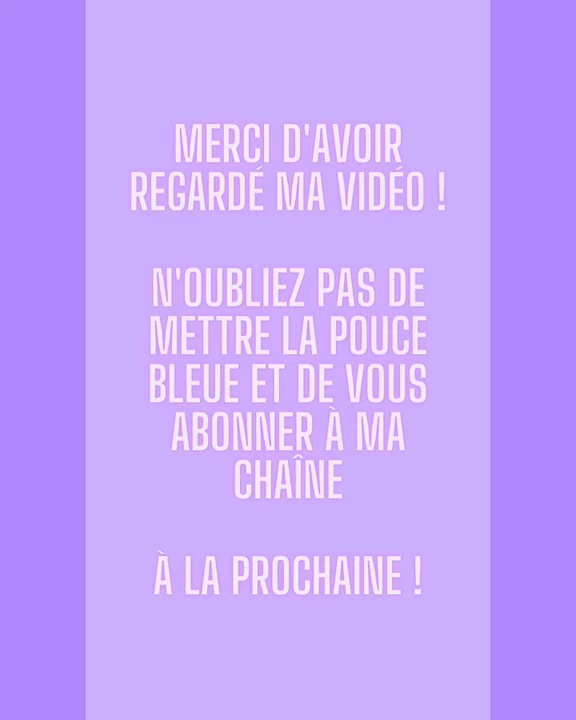 MERCI D'AVOIR
REGARDÉ MA VIDÉO !
N'OUBLIEZ PAS DE
METTRE LA POUCE
BLEUE ET DE VOUS
ABONNER À MA
CHAÎNE
À LA PROCHAINE !